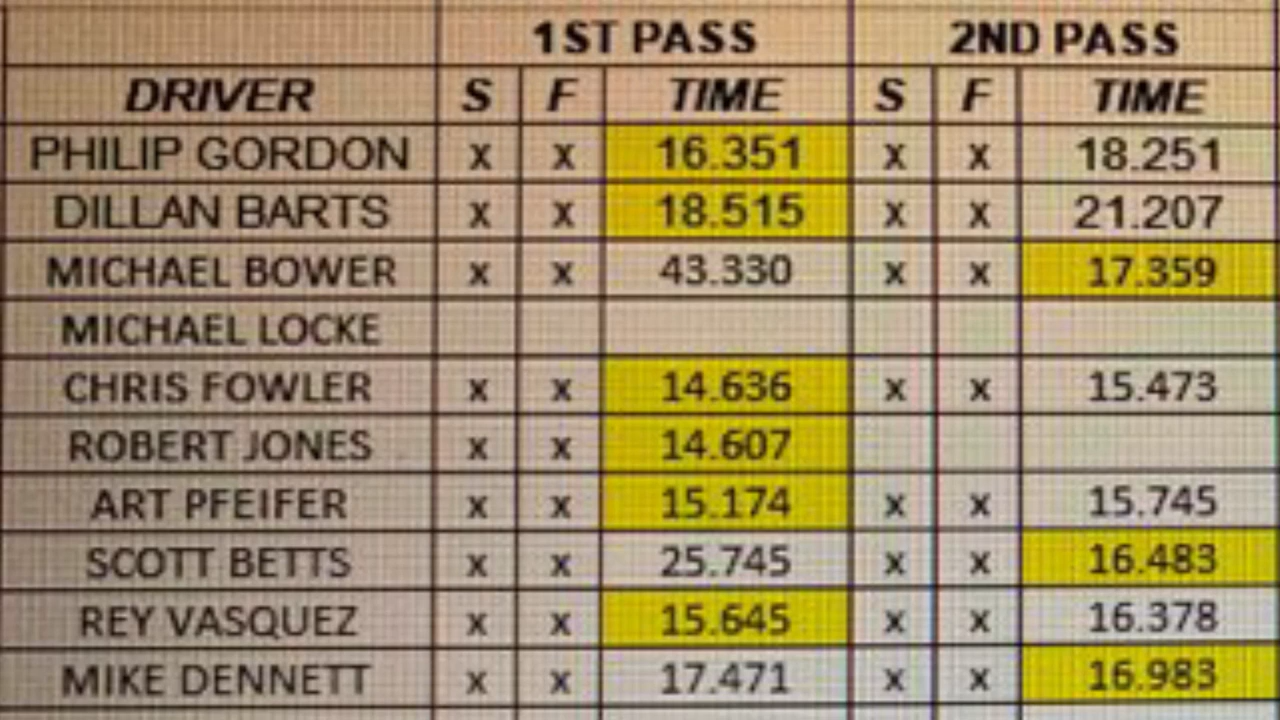 1ST PASS 2ND PASS
DRIVER S F TIME S F TIME
PHILIP GORDON x x 16.351 x x 18.251
DILLAN BARTS x x 18.515 x x 21.207
MICHAEL BOWER x x 43.330 x x 17.359
MICHAEL LOCKE
CHRIS FOWLER x x 14.636 x x 15.473
ROBERT JONES x x 14.607
ART PFEIFER x x 15.174 x x 15.745
SCOTT BETTS x x 25.745 x x 16.483
REY VASQUEZ x x 15.645 x x 16.378
MIKE DENNETT x x 17.471 x x 16.983